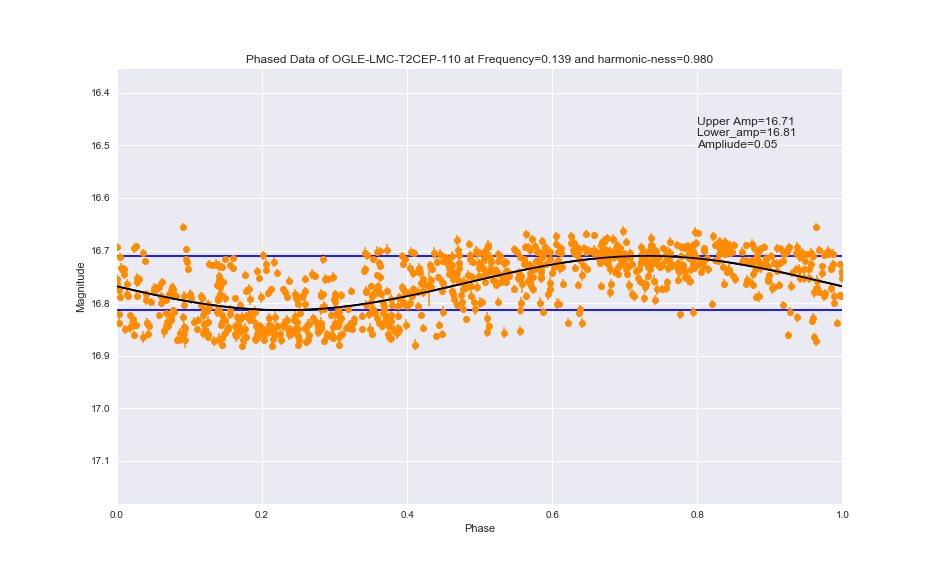 Phased Data of OGLE-LMC-T2CEP-110 at Frequency=0.139 and harmonic-ness=0.980
16.4
Upper Amp=16.71
Lower_amp=16.81
Ampliude=0.05
16.5
16.6
16.7
Magnitude
16.8
16.9
17.0
17.1
0.0 0.2 0.4 0.6 0.8 1.0
Phase